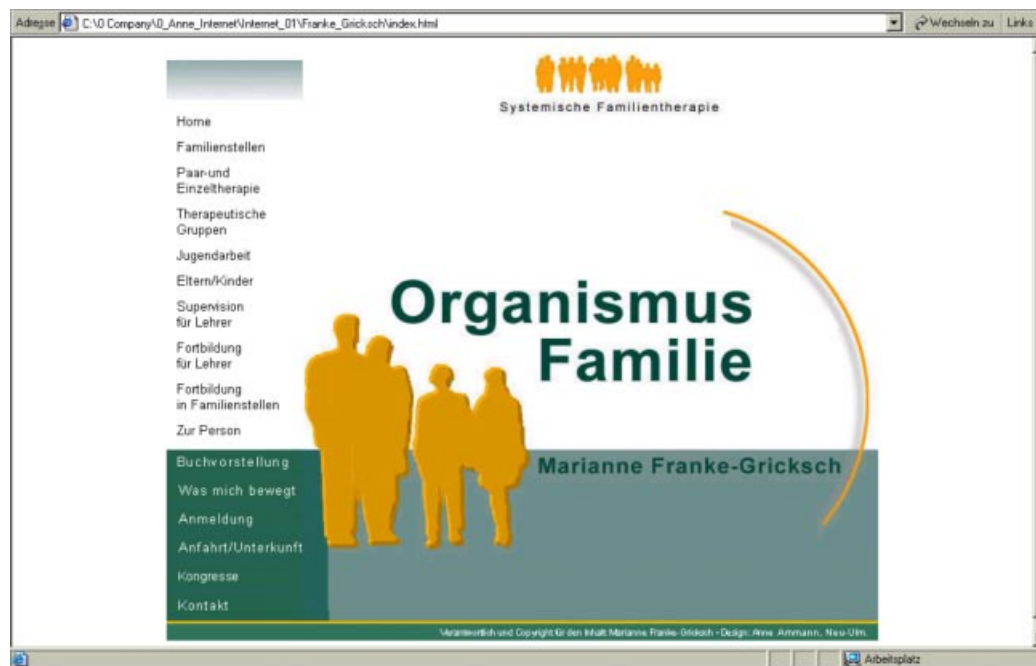 Adresse C:\0 Company\0_Anne_Internet\Internet_01\Franke_Gricksch\index.html Wechseln zu Links
Systemische Familientherapie
Home
Familienstellen
Paar-und
Einzeltherapie
Therapeutische
Gruppen
Jugendarbeit
Eltern/Kinder
Supervision
für Lehrer
Fortbildung
für Lehrer
Fortbildung
in Familienstellen
Zur Person
Buchvorstellung
Was mich bewegt
Anmeldung
Anfahrt/Unterkunft
Kongresse
Kontakt
Organismus
Familie
Marianne Franke-Gricksch
Verantwortlich und Copyright für den Inhalt: Marianne Franke-Gricksch • Design: Anne Ammann, Neu-Ulm.
Arbeitsplatz